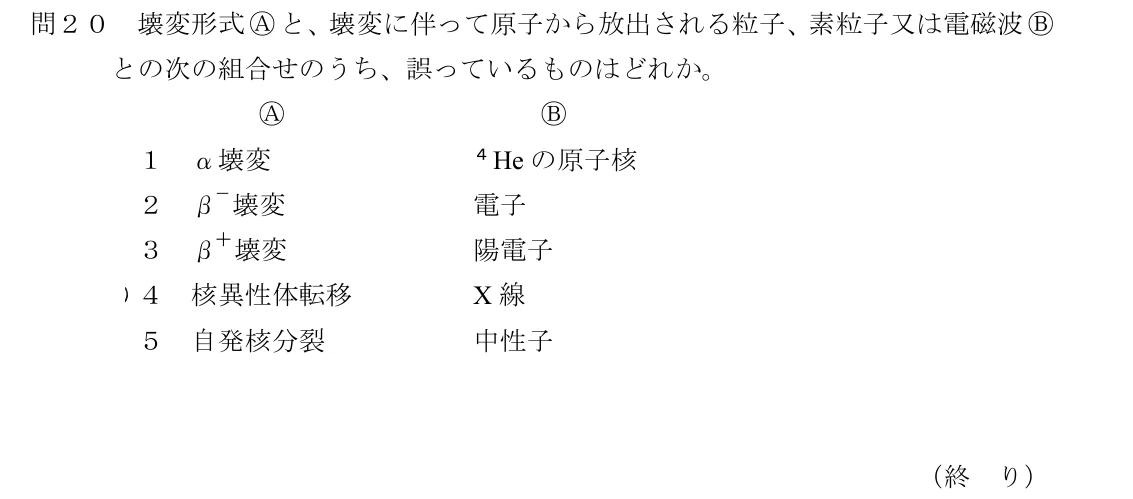 問２０　壊変形式Ⓐと、壊変に伴って原子から放出される粒子、素粒子又は電磁波Ⓑ
との次の組合せのうち、誤っているものはどれか。
Ⓐ　Ⓑ
１　α壊変　⁴Heの原子核
２　β⁻壊変　電子
３　β⁺壊変　陽電子
）４　核異性体転移　X線
５　自発核分裂　中性子
（終　り）